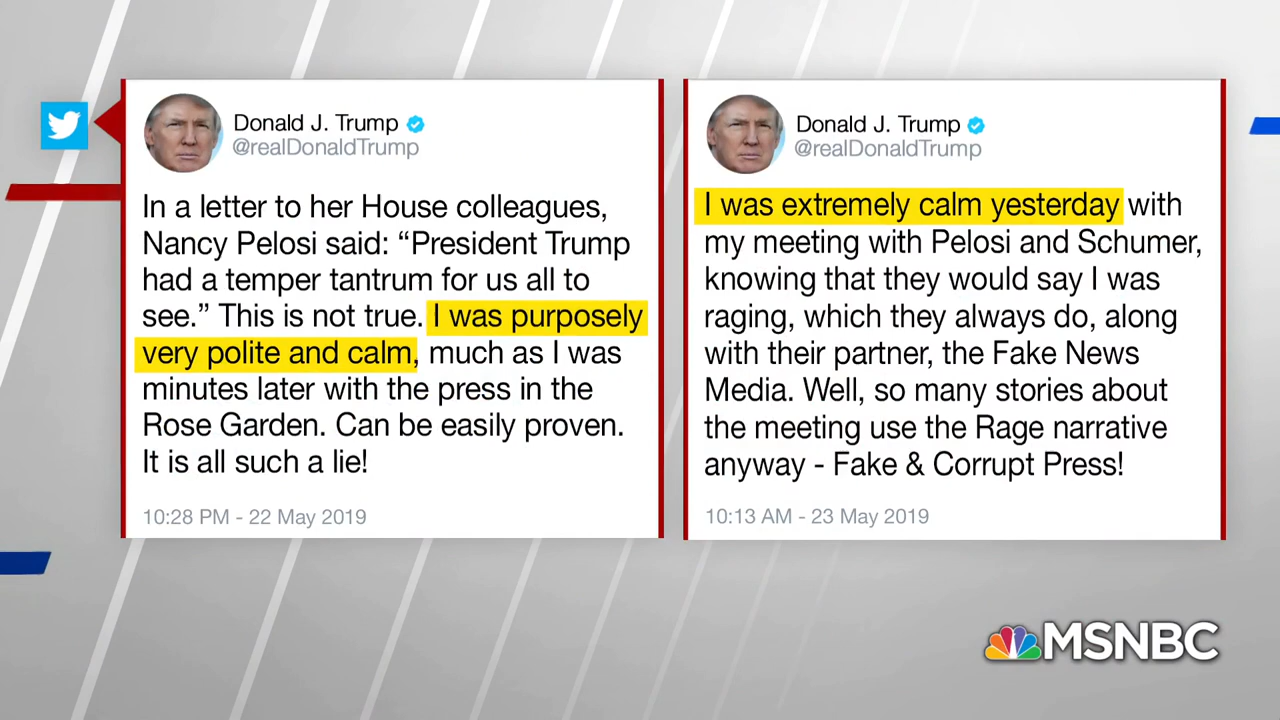 Donald J. Trump
@realDonaldTrump
In a letter to her House colleagues,
Nancy Pelosi said: “President Trump
had a temper tantrum for us all to
see.” This is not true. I was purposely
very polite and calm, much as I was
minutes later with the press in the
Rose Garden. Can be easily proven.
It is all such a lie!
10:28 PM - 22 May 2019
Donald J. Trump
@realDonaldTrump
I was extremely calm yesterday with
my meeting with Pelosi and Schumer,
knowing that they would say I was
raging, which they always do, along
with their partner, the Fake News
Media. Well, so many stories about
the meeting use the Rage narrative
anyway - Fake & Corrupt Press!
10:13 AM - 23 May 2019
MSNBC